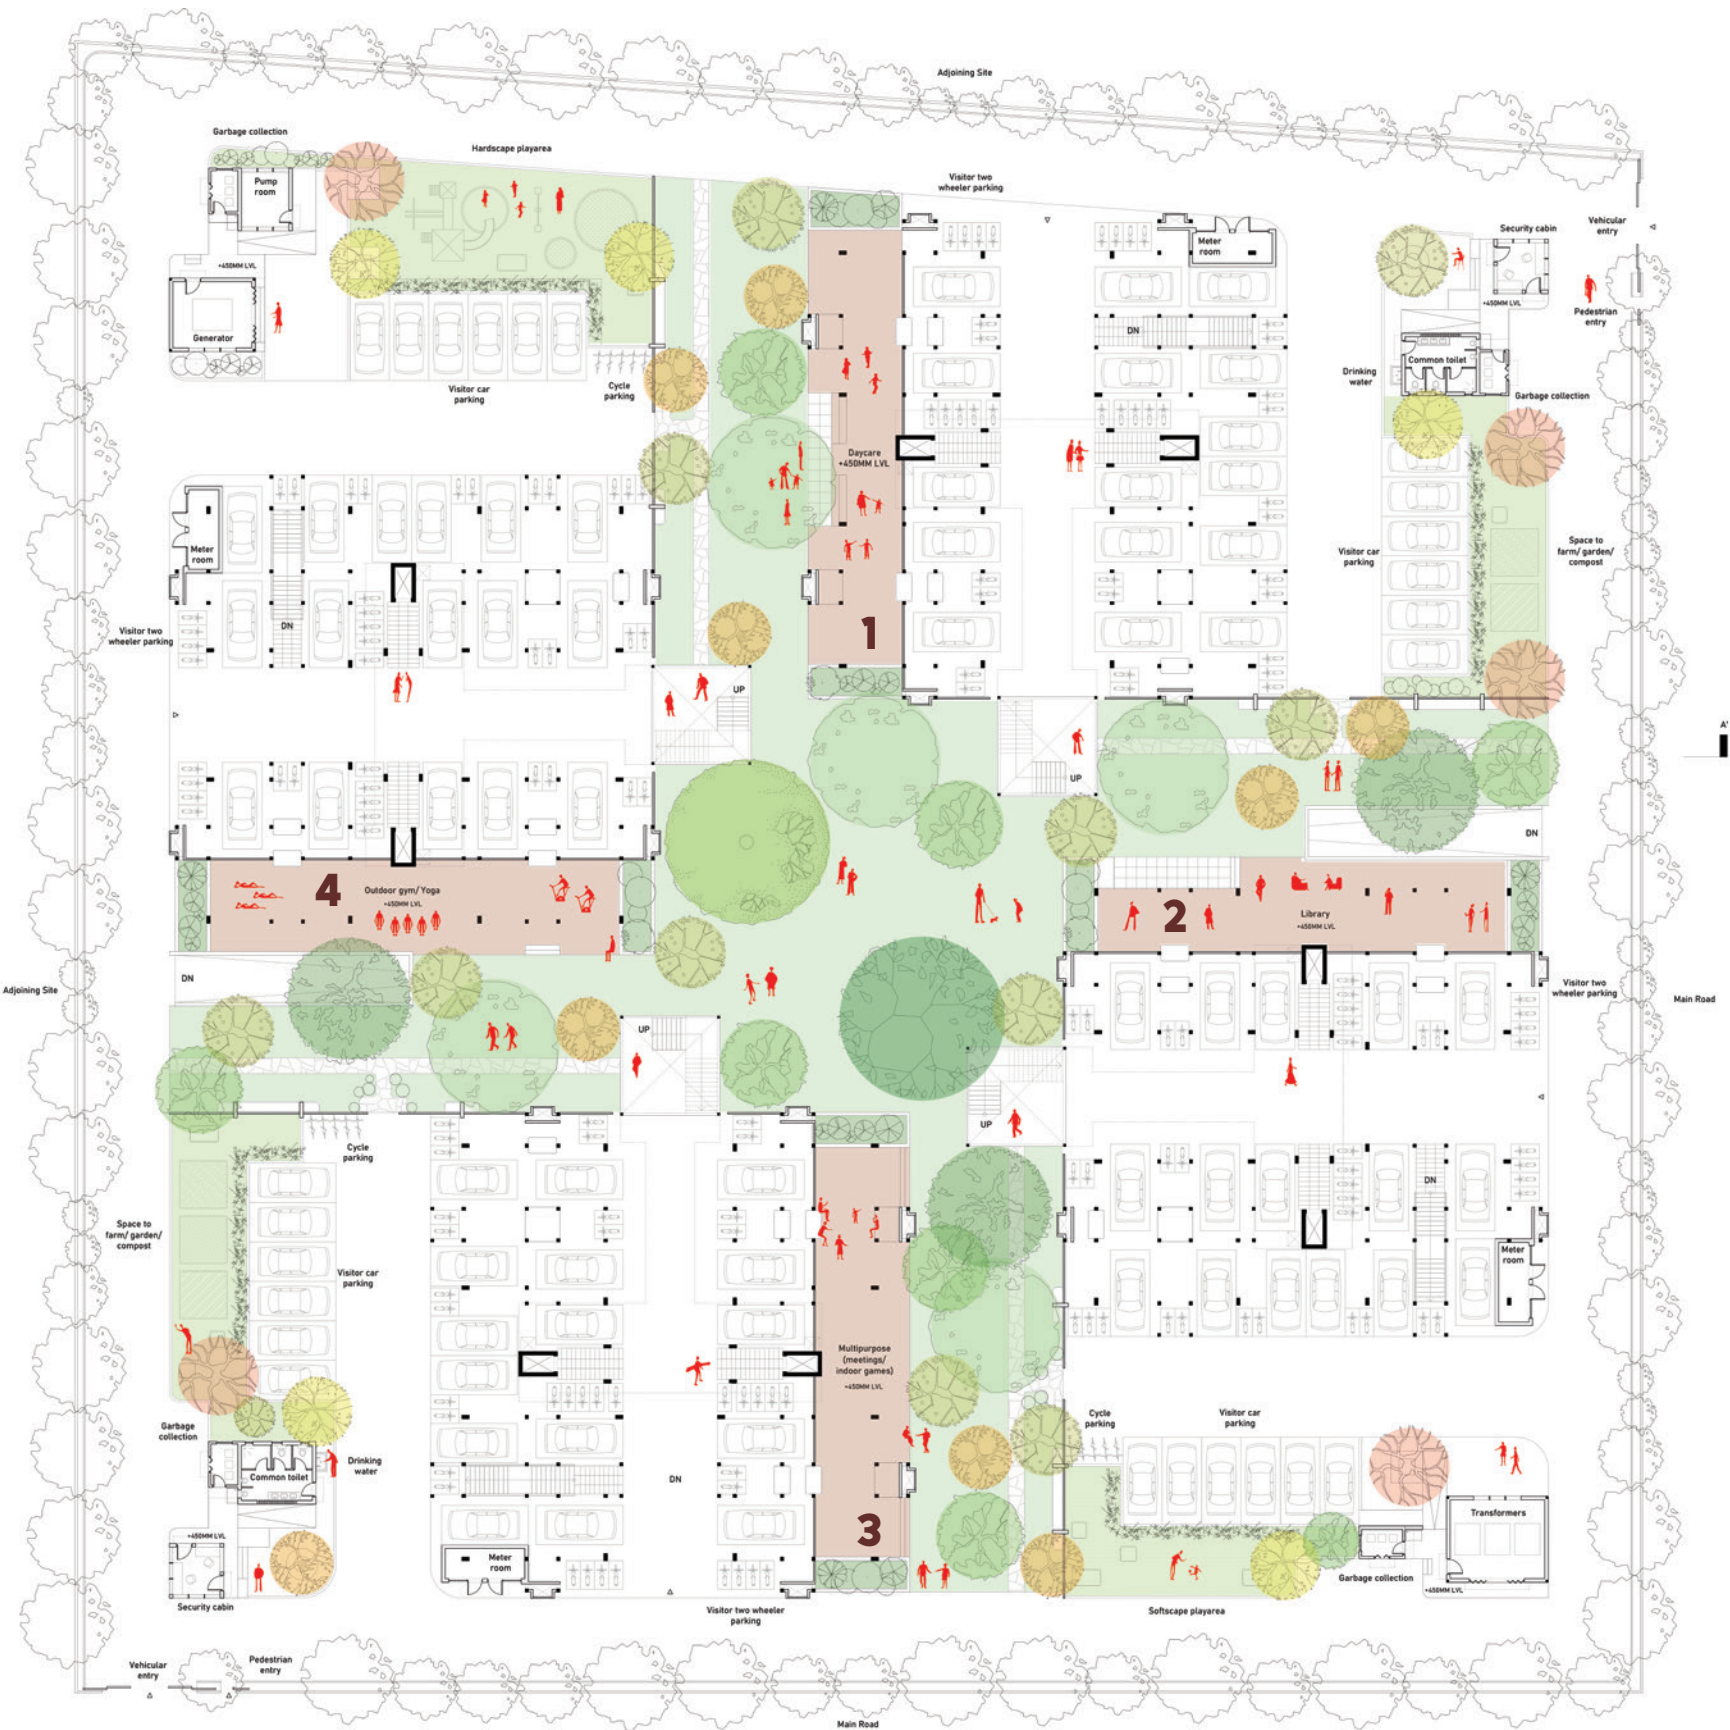 Adjoining Site
Garbage collection
Hardscape playarea
Pump
room
Visitor two
wheeler parking
Vehicular
entry
Security cabin
Meter
room
+450MM LVL
+450MM LVL
Pedestrian
entry
Generator
DN
Common toilet
Drinking
water
Visitor car
parking
Cycle
parking
Garbage collection
Daycare
+450MM LVL
Meter
room
Visitor car
parking
Space to
farm/ garden/
compost
DN
Visitor two
wheeler parking
1
UP
A'
UP
DN
4
Outdoor gym/ Yoga
+450MM LVL
2
Library
+450MM LVL
DN
Adjoining Site
Visitor two
wheeler parking
Main Road
UP
UP
Cycle
parking
DN
Space to
farm/ garden/
compost
Visitor car
parking
Meter
room
Multipurpose
(meetings/
indoor games)
+450MM LVL
Garbage
collection
Cycle
parking
Visitor car
parking
Drinking
water
Common toilet
DN
Transformers
3
+450MM LVL
Meter
room
Garbage collection
+450MM LVL
Security cabin
Visitor two wheeler
parking
Softscape playarea
Vehicular
entry
Pedestrian
entry
Main Road